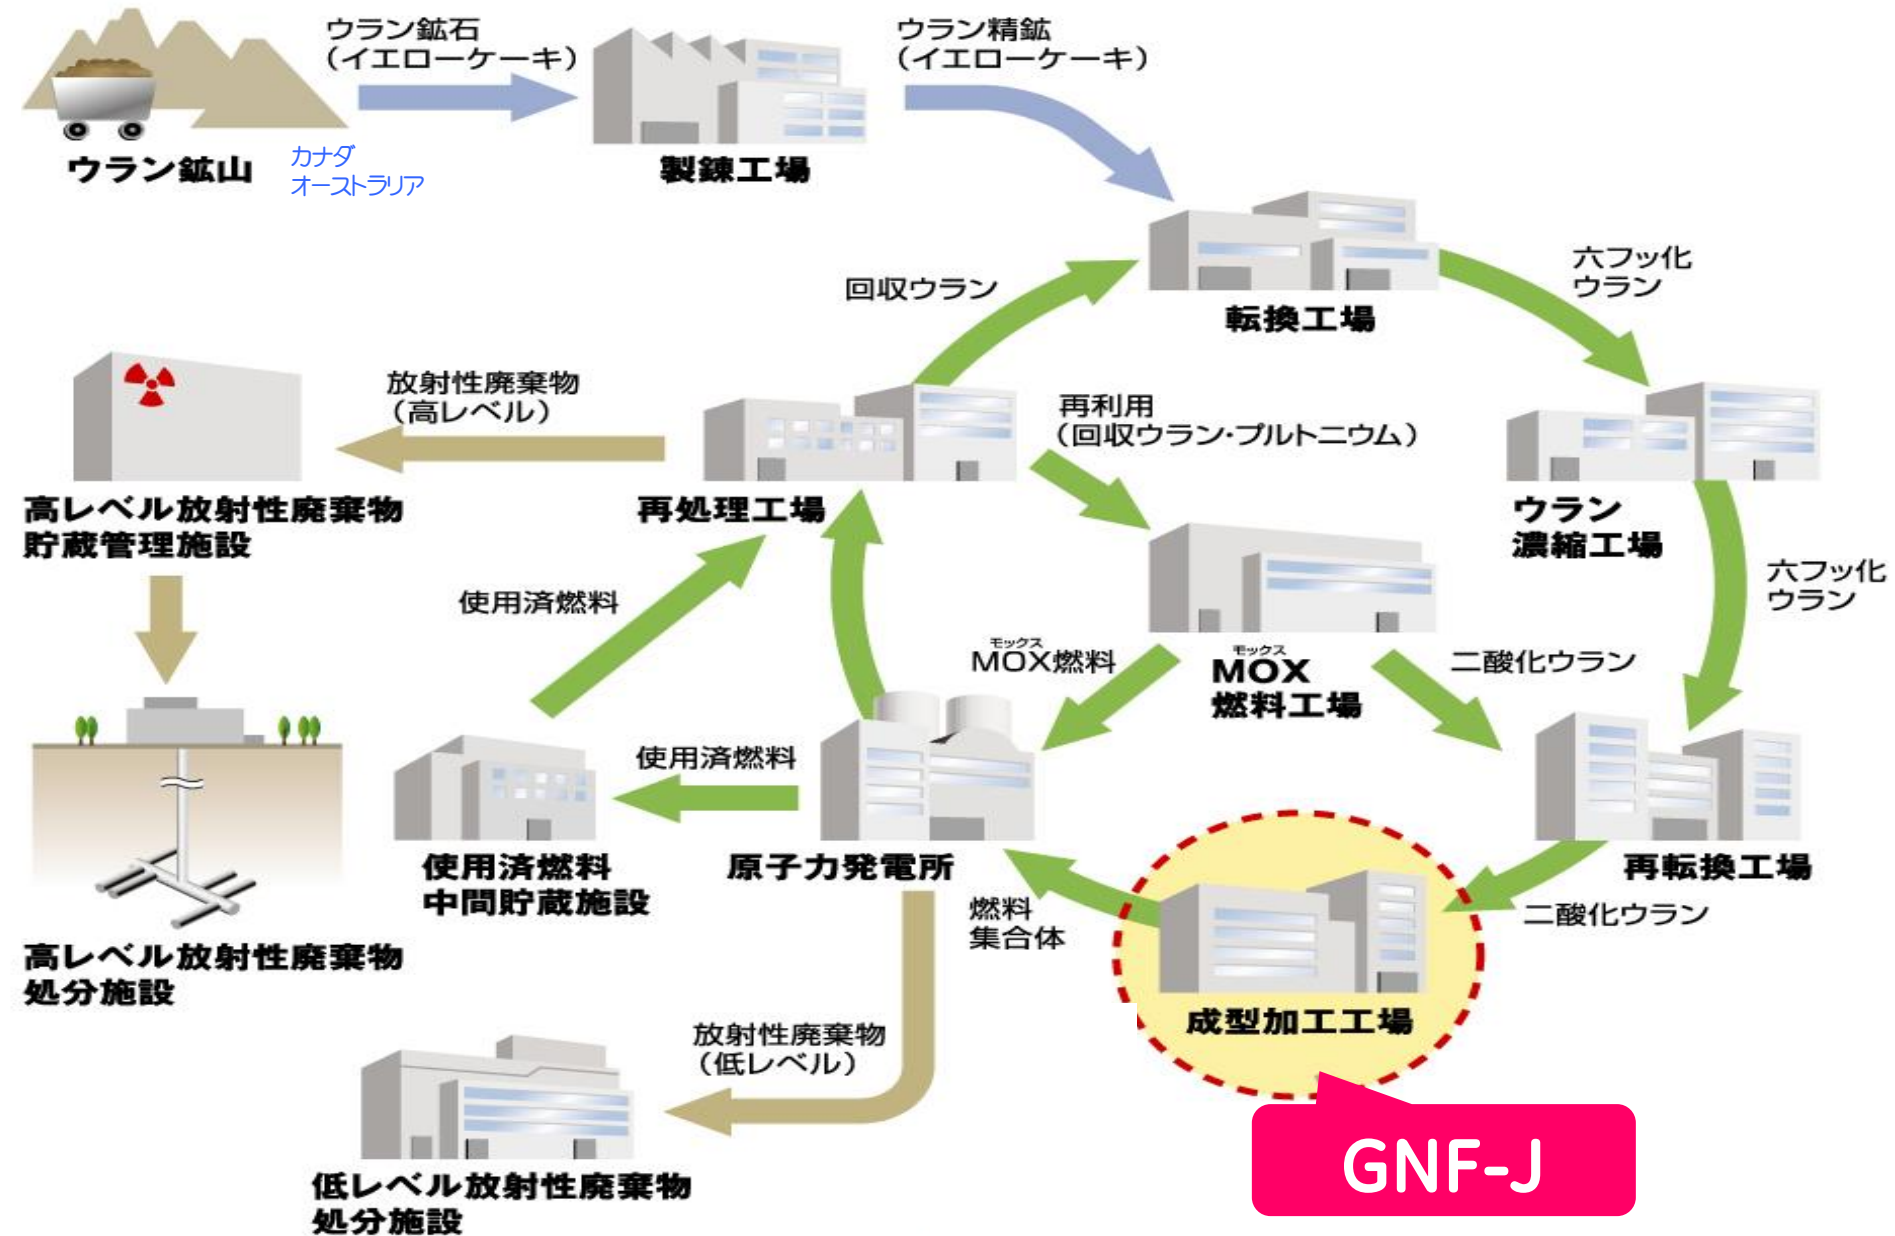 ウラン鉱石
(イエローケーキ)
ウラン精鉱
(イエローケーキ)
ウラン鉱山
カナダ
オーストラリア
製錬工場
六フッ化
ウラン
回収ウラン
転換工場
放射性廃棄物
(高レベル)
再利用
(回収ウラン・プルトニウム)
高レベル放射性廃棄物
貯蔵管理施設
再処理工場
ウラン
濃縮工場
六フッ化
ウラン
使用済燃料
モックス
MOX燃料
モックス
MOX
燃料工場
二酸化ウラン
使用済燃料
使用済燃料
中間貯蔵施設
原子力発電所
再転換工場
燃料
集合体
二酸化ウラン
高レベル放射性廃棄物
処分施設
成型加工工場
放射性廃棄物
(低レベル)
GNF-J
低レベル放射性廃棄物
処分施設